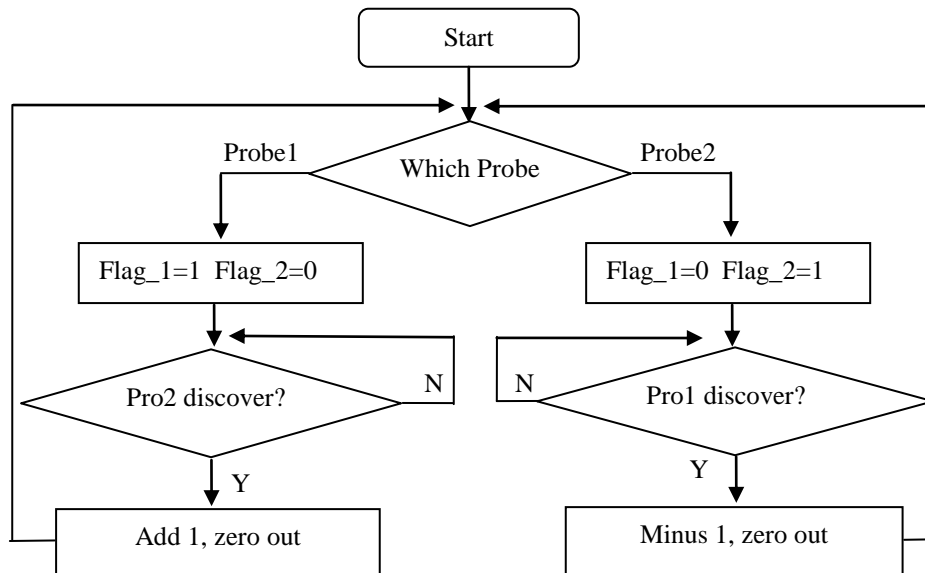 Start
Probe1
Which Probe
Probe2
Flag_1=1 Flag_2=0
Flag_1=0 Flag_2=1
Pro2 discover?
N
N
Pro1 discover?
Y
Y
Add 1, zero out
Minus 1, zero out